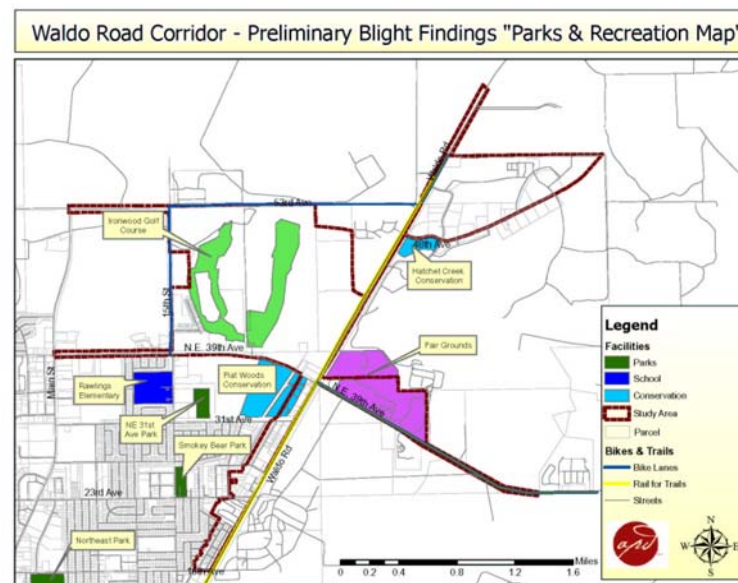 Waldo Road Corridor - Preliminary Blight Findings "Parks & Recreation Map"
Waldo Rd
53rd Ave
Ironwood Golf
Course
49th Ave
Hatchet Creek
Conservation
15th St
N.E. 39th Ave
Fair Grounds
Main St
Rawlings
Elementary
Flat Woods
Conservation
N.E. 39th Ave
NE 31st
Ave Park
31st Ave
Smokey Bear Park
Waldo Rd
23rd Ave
Northeast Park
Legend
Facilities
Parks
School
Conservation
Study Area
Parcel
Bikes & Trails
Bike Lanes
Rail for Trails
Streets
apd
N
W
E
S
Miles
0 0.2 0.4 0.8 1.2 1.6